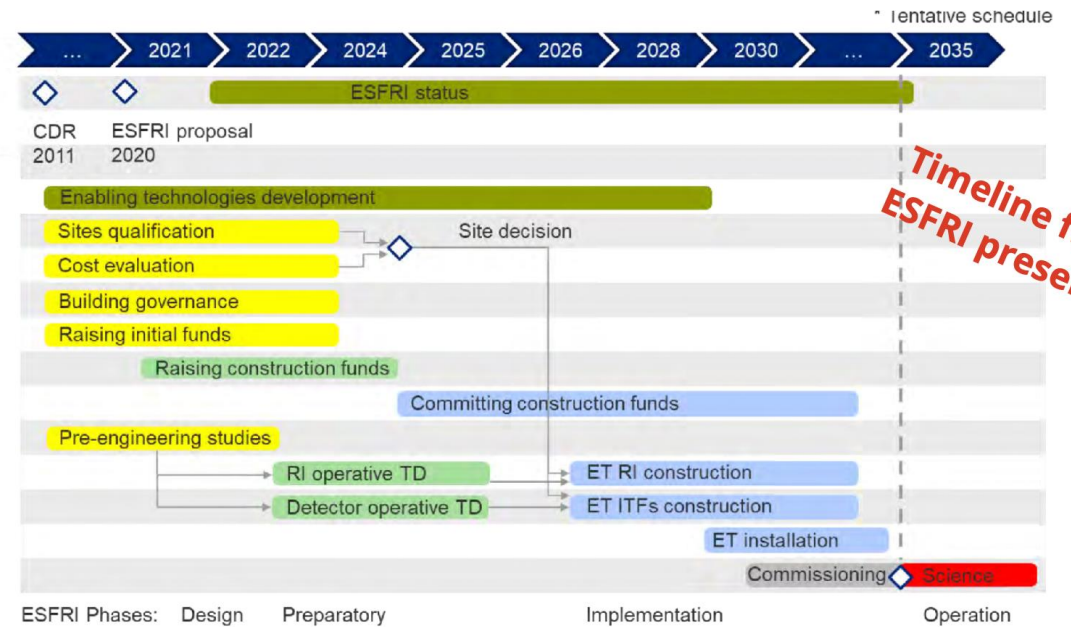 * Tentative schedule
... 2021 2022 2024 2025 2026 2028 2030 ... 2035
ESFRI status
CDR 2011
ESFRI proposal 2020
Timeline
ESFRI
Enabling technologies development
Sites qualification
Site decision
Cost evaluation
Building governance
Raising initial funds
Raising construction funds
Committing construction funds
Pre-engineering studies
RI operative TD
ET RI construction
Detector operative TD
ET ITFs construction
ET installation
Commissioning
Science
ESFRI Phases: Design Preparatory Implementation Operation